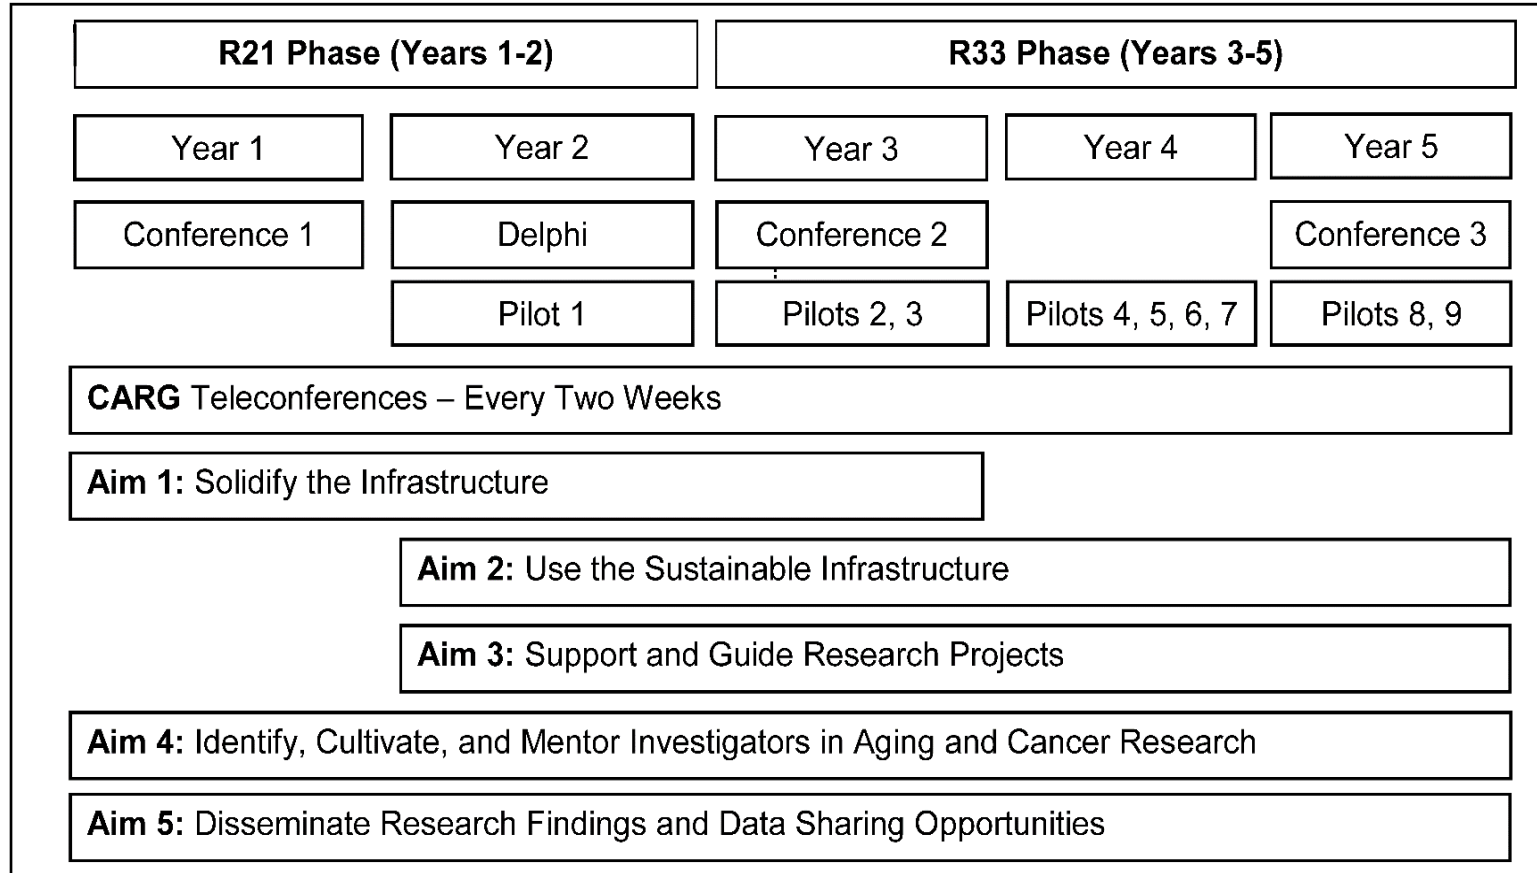 R21 Phase (Years 1-2) R33 Phase (Years 3-5)
Year 1 Year 2 Year 3 Year 4 Year 5
Conference 1 Delphi Conference 2 Conference 3
Pilot 1 Pilots 2, 3 Pilots 4, 5, 6, 7 Pilots 8, 9
CARG Teleconferences – Every Two Weeks
Aim 1: Solidify the Infrastructure
Aim 2: Use the Sustainable Infrastructure
Aim 3: Support and Guide Research Projects
Aim 4: Identify, Cultivate, and Mentor Investigators in Aging and Cancer Research
Aim 5: Disseminate Research Findings and Data Sharing Opportunities